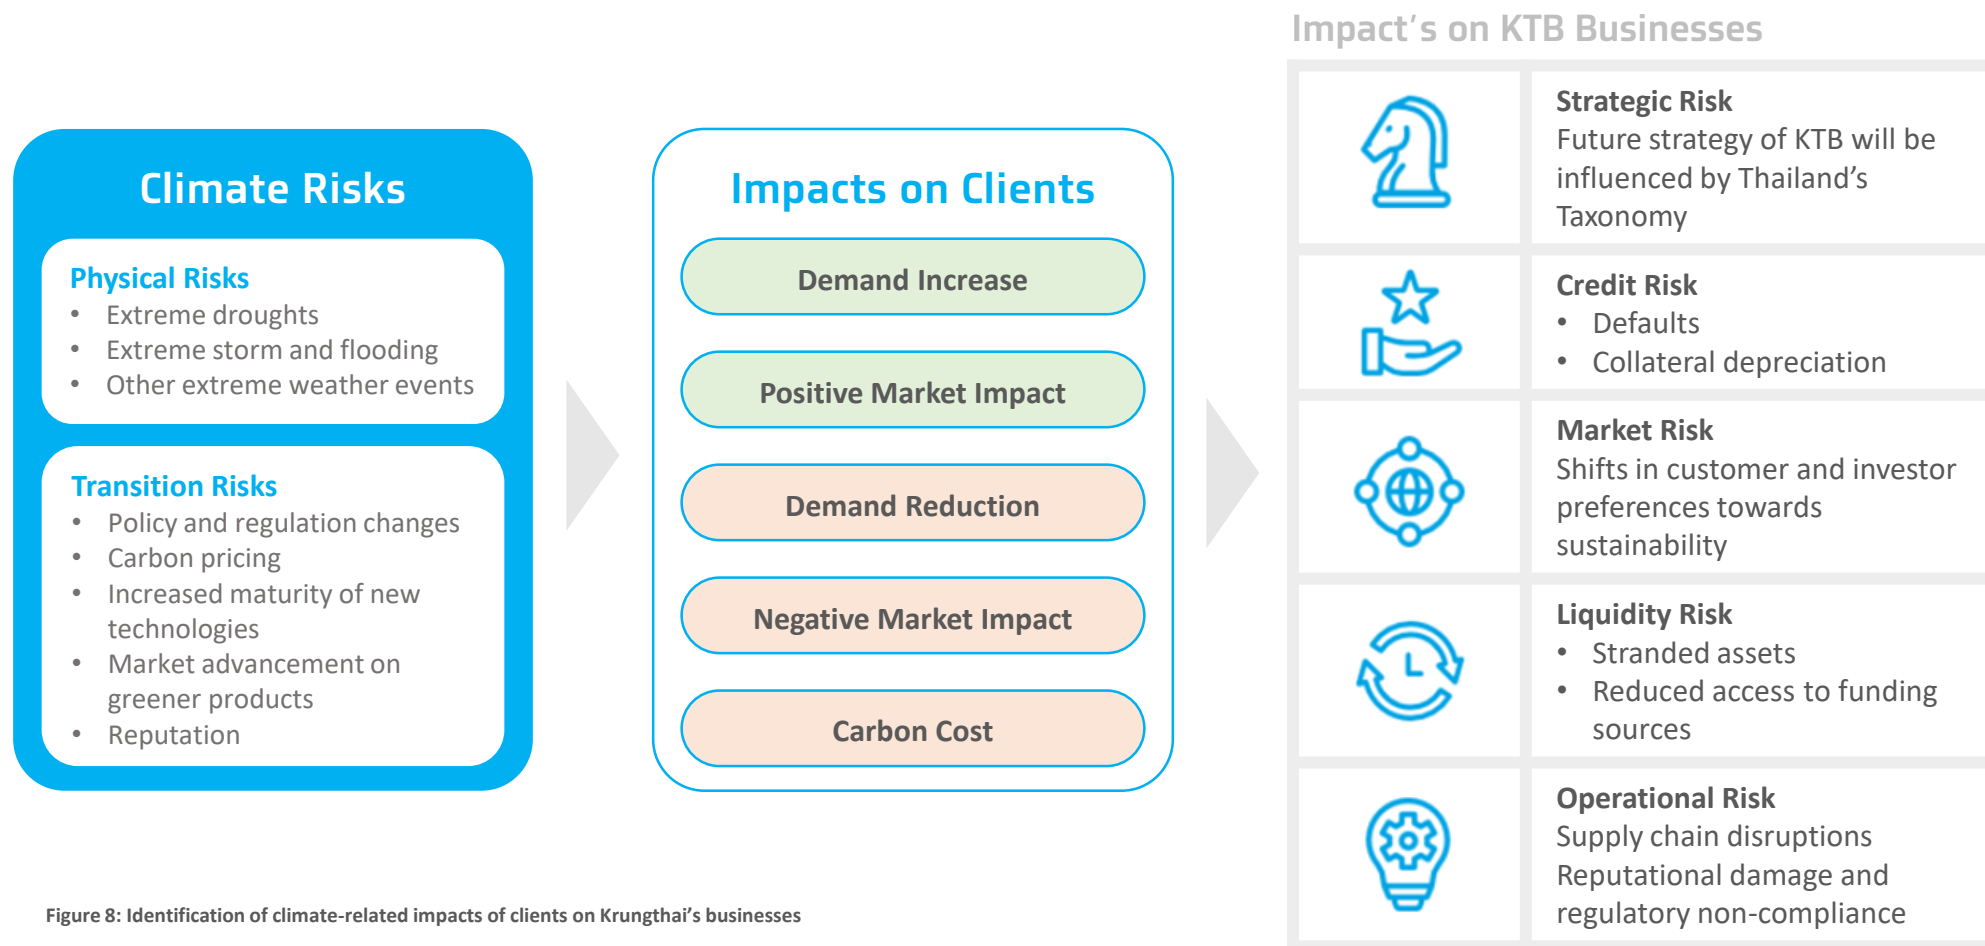 Climate Risks
Physical Risks
• Extreme droughts
• Extreme storm and flooding
• Other extreme weather events
Transition Risks
• Policy and regulation changes
• Carbon pricing
• Increased maturity of new
technologies
• Market advancement on
greener products
• Reputation
Impacts on Clients
Demand Increase
Positive Market Impact
Demand Reduction
Negative Market Impact
Carbon Cost
Impact's on KTB Businesses
Strategic Risk
Future strategy of KTB will be
influenced by Thailand's
Taxonomy
Credit Risk
• Defaults
• Collateral depreciation
Market Risk
Shifts in customer and investor
preferences towards
sustainability
Liquidity Risk
• Stranded assets
• Reduced access to funding
sources
Operational Risk
Supply chain disruptions
Reputational damage and
regulatory non-compliance
Figure 8: Identification of climate-related impacts of clients on Krungthai's businesses